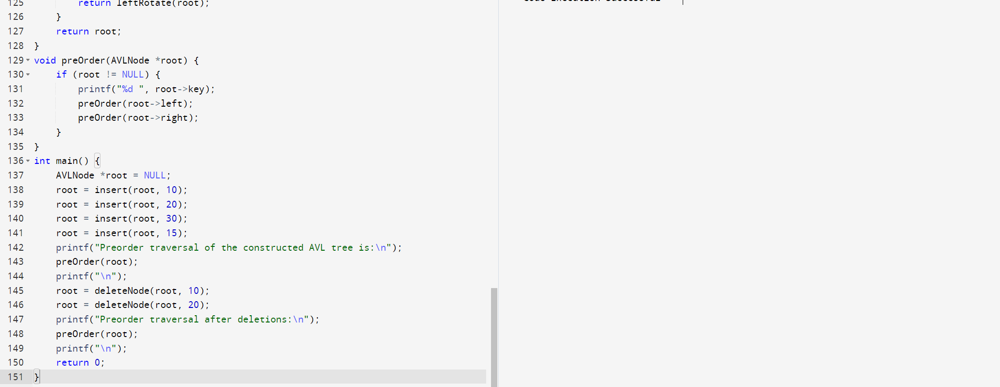 125             return leftRotate(root);
126         }
127     return root;
128 }
129 void preOrder(AVLNode *root) {
130     if (root != NULL) {
131         printf("%d ", root->key);
132         preOrder(root->left);
133         preOrder(root->right);
134     }
135 }
136 int main() {
137     AVLNode *root = NULL;
138     root = insert(root, 10);
139     root = insert(root, 20);
140     root = insert(root, 30);
141     root = insert(root, 15);
142     printf("Preorder traversal of the constructed AVL tree is:\n");
143     preOrder(root);
144     printf("\n");
145     root = deleteNode(root, 10);
146     root = deleteNode(root, 20);
147     printf("Preorder traversal after deletions:\n");
148     preOrder(root);
149     printf("\n");
150     return 0;
151 }
Code Execution Successful